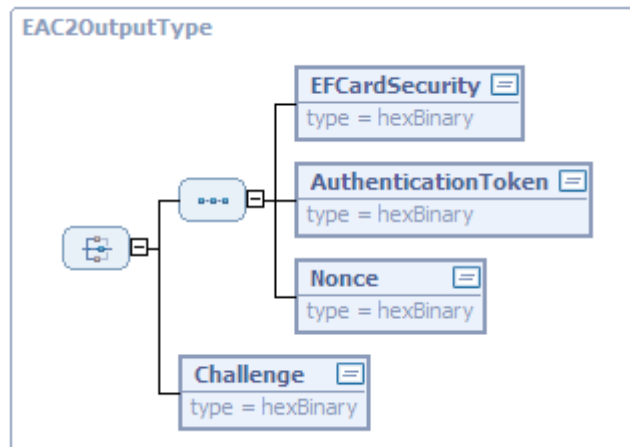 EAC2OutputType
EFCardSecurity
type = hexBinary
AuthenticationToken
type = hexBinary
Nonce
type = hexBinary
Challenge
type = hexBinary